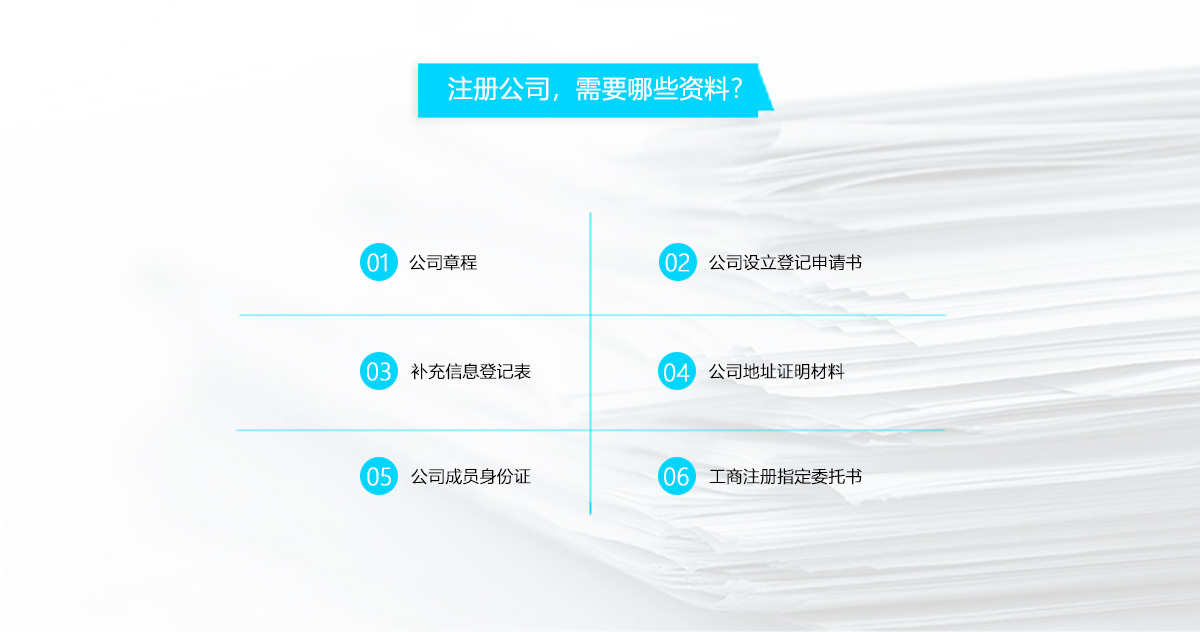 注册公司，需要哪些资料？
01 公司章程
02 公司设立登记申请书
03 补充信息登记表
04 公司地址证明材料
05 公司成员身份证
06 工商注册指定委托书